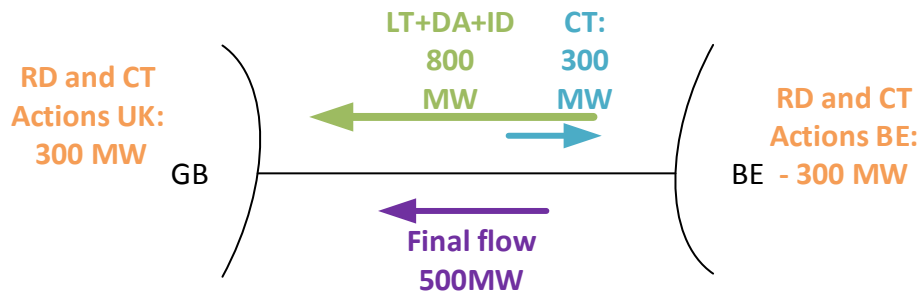 LT+DA+ID
800
MW
CT:
300
MW
RD and CT
Actions UK:
300 MW
RD and CT
Actions BE:
- 300 MW
GB
BE
Final flow
500MW